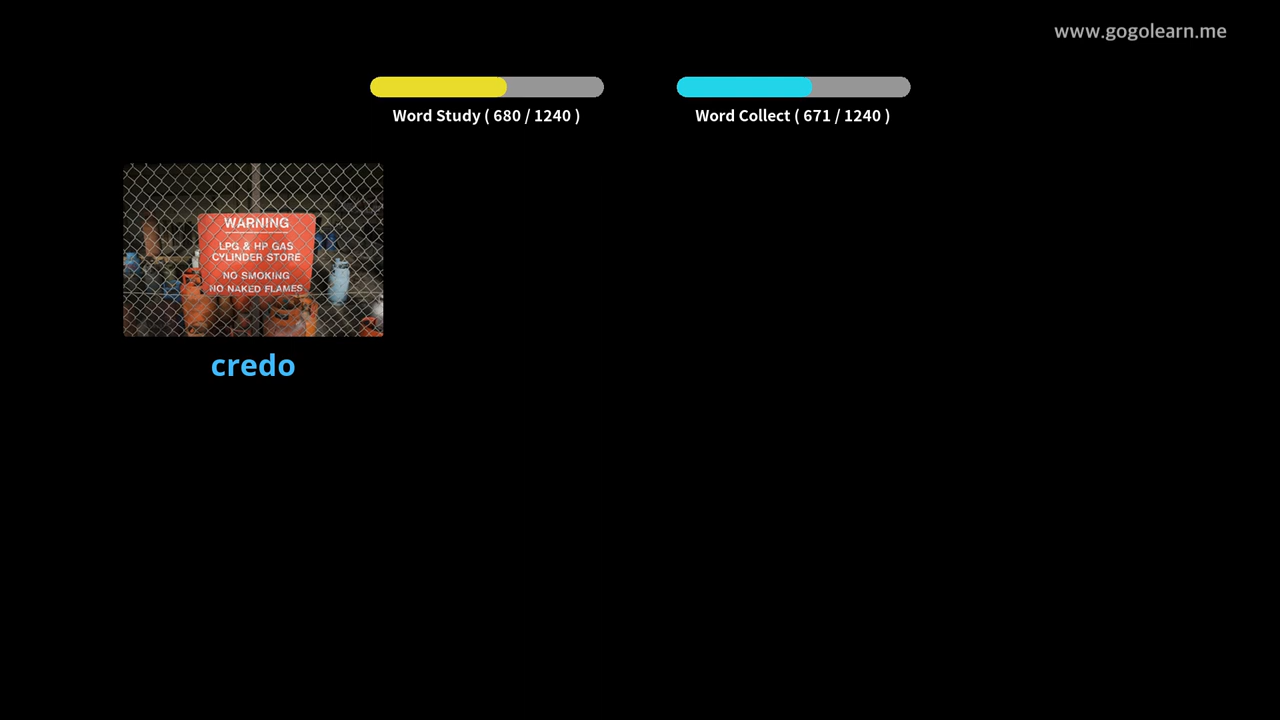 www.gogolearn.me
Word Study ( 680 / 1240 )
Word Collect ( 671 / 1240 )
WARNING
LPG & HP GAS
CYLINDER STORE
NO SMOKING
NO NAKED FLAMES
credo